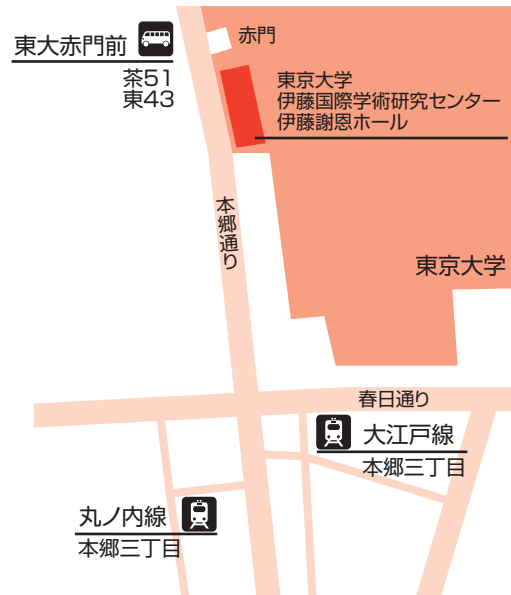 東大赤門前
茶51
東43
赤門
東京大学
伊藤国際学術研究センター
伊藤謝恩ホール
本郷通り
東京大学
春日通り
大江戸線
本郷三丁目
丸ノ内線
本郷三丁目